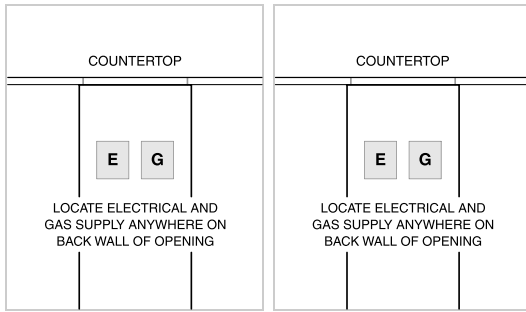 COUNTERTOP
E G
LOCATE ELECTRICAL AND
GAS SUPPLY ANYWHERE ON
BACK WALL OF OPENING
COUNTERTOP
E G
LOCATE ELECTRICAL AND
GAS SUPPLY ANYWHERE ON
BACK WALL OF OPENING